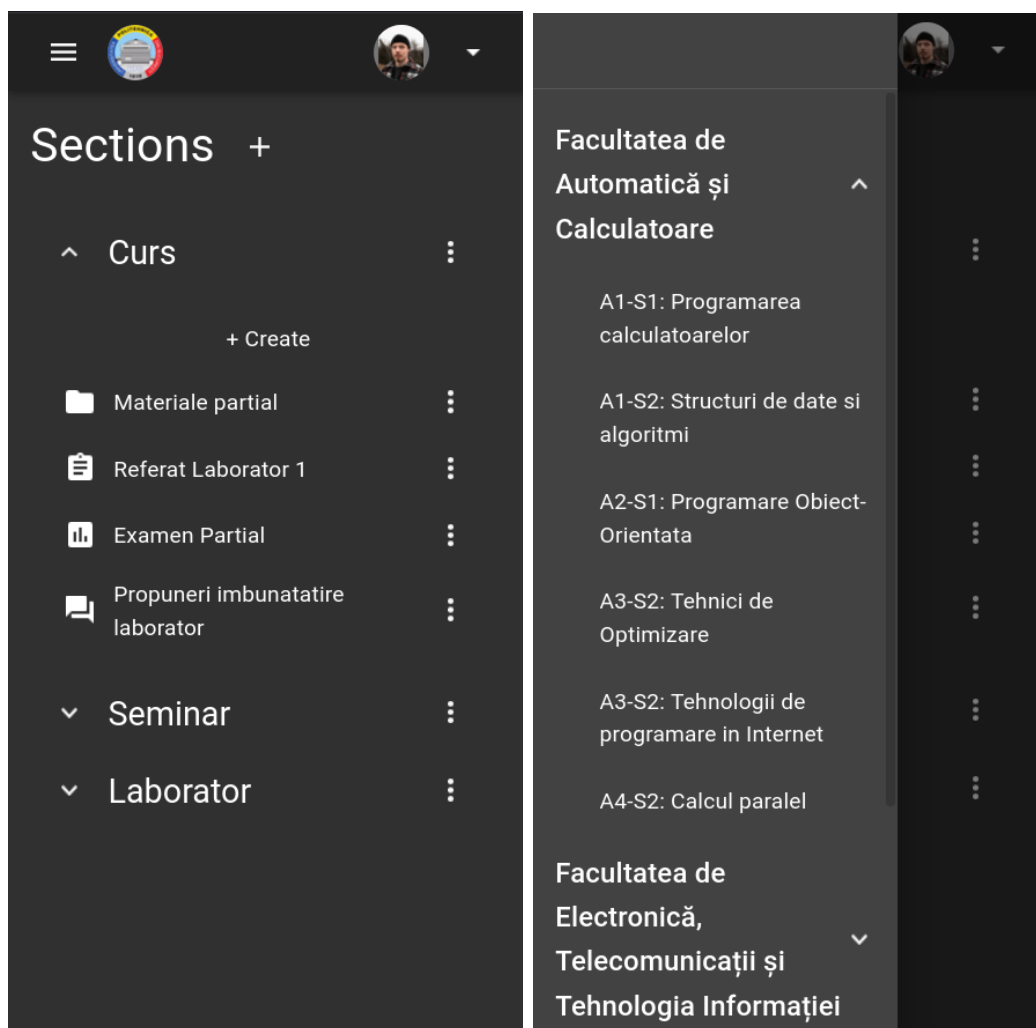 POLITEHNICA
1818
Sections +
Curs
+ Create
Materiale partial
Referat Laborator 1
Examen Partial
Propuneri imbunatatire
laborator
Seminar
Laborator
Facultatea de
Automatică și
Calculatoare
A1-S1: Programarea
calculatoarelor
A1-S2: Structuri de date si
algoritmi
A2-S1: Programare Obiect-
Orientata
A3-S2: Tehnici de
Optimizare
A3-S2: Tehnologii de
programare in Internet
A4-S2: Calcul paralel
Facultatea de
Electronică,
Telecomunicații și
Tehnologia Informației